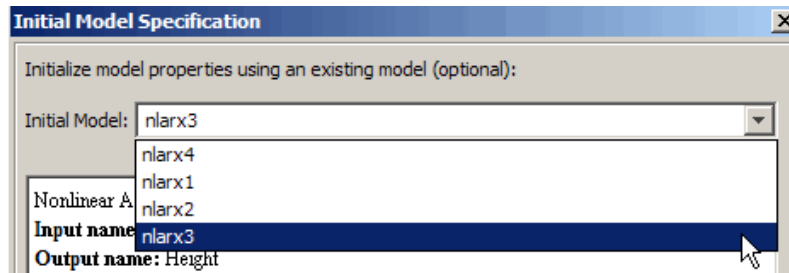 Initial Model Specification
Initialize model properties using an existing model (optional):
Initial Model: nlarx3
nlarx4
nlarx1
nlarx2
nlarx3
Nonlinear A
Input name
Output name: Height